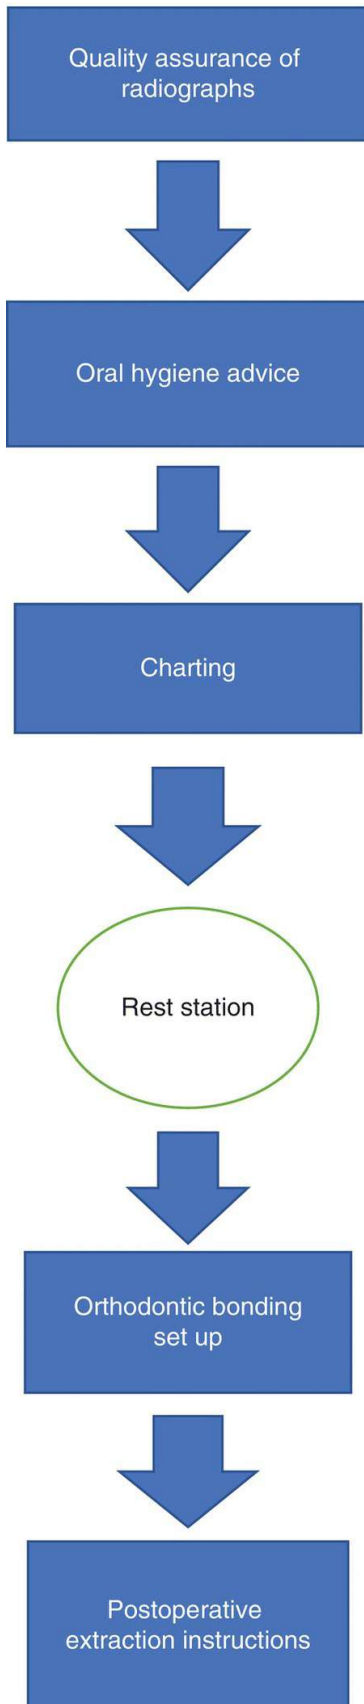 Quality assurance of
radiographs
Oral hygiene advice
Charting
Rest station
Orthodontic bonding
set up
Postoperative
extraction instructions